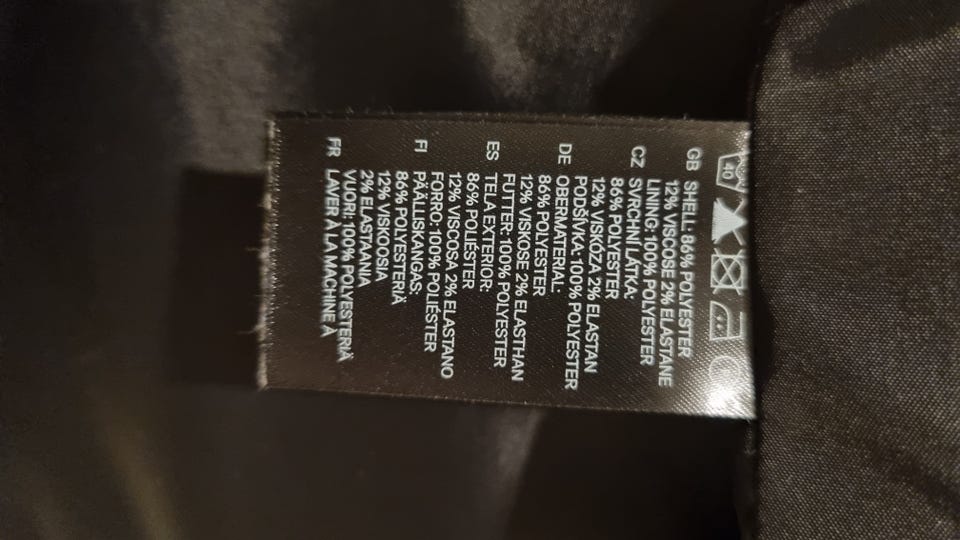 40
GB SHELL: 86% POLYESTER
12% VISCOSE 2% ELASTANE
LINING: 100% POLYESTER
CZ SVRCHNÍ LÁTKA:
86% POLYESTER
12% VISKÓZA 2% ELASTAN
PODŠÍVKA: 100% POLYESTER
DE OBERMATERIAL:
86% POLYESTER
12% VISKOSE 2% ELASTHAN
FUTTER: 100% POLYESTER
ES TELA EXTERIOR:
86% POLIÉSTER
12% VISCOSA 2% ELASTANO
FORRO: 100% POLIÉSTER
FI PÄÄLLISKANGAS:
86% POLYESTERIÄ
12% VISKOOSIA
2% ELASTAANIA
VUORI: 100% POLYESTERIÄ
FR LAVER À LA MACHINE À